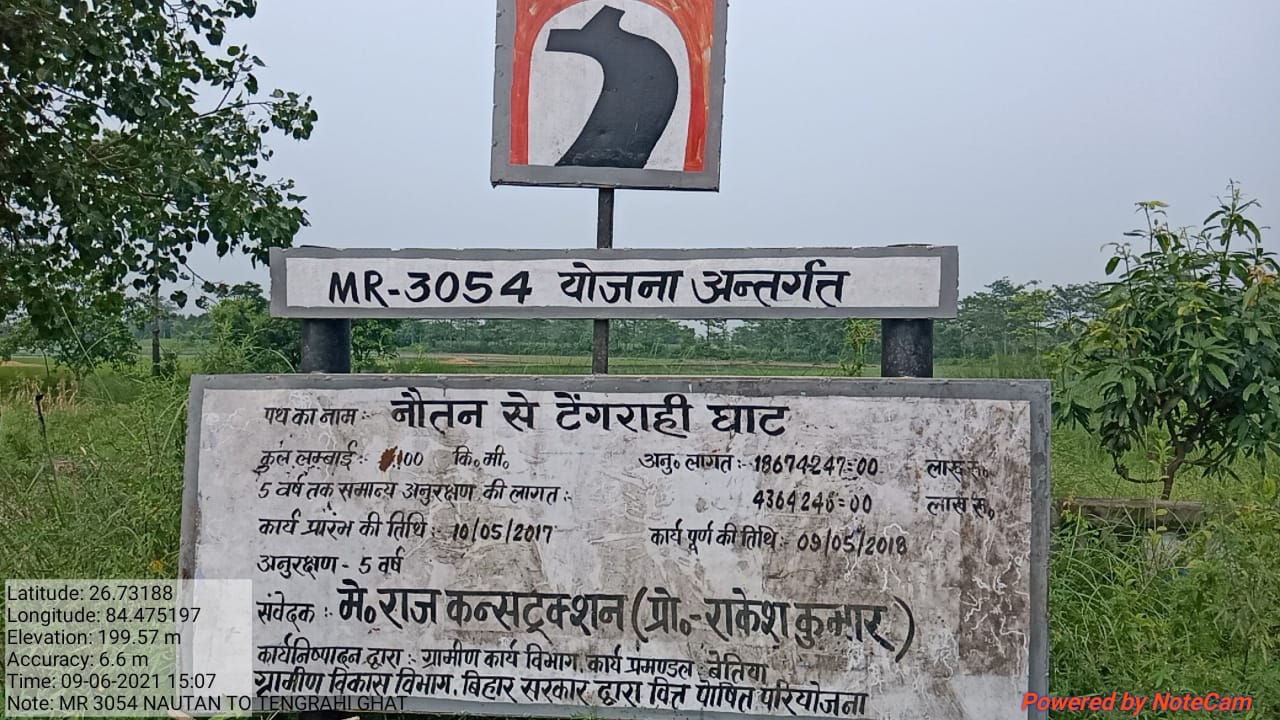 MR-3054 योजना अन्तर्गत
पथ का नाम :- नौतन से टेंगराही घाट
कुल लम्बाई :- .100 कि.मी. अनु. लागत :- 18674247=00 लाख रु.
5 वर्ष तक समान्य अनुरक्षण की लागत :- 4364246=00 लाख रु.
कार्य प्रारंभ की तिथि :- 10/05/2017 कार्य पूर्ण की तिथि :- 09/05/2018
अनुरक्षण - 5 वर्ष
संवेदक :- मे. राज कन्सट्रक्शन (प्रो.-राकेश कुमार)
कार्यनिष्पादन द्वारा :- ग्रामीण कार्य विभाग, कार्य प्रमण्डल, बेतिया
ग्रामीण विकास विभाग, बिहार सरकार द्वारा वित्त पोषित परियोजना
Latitude: 26.73188
Longitude: 84.475197
Elevation: 199.57 m
Accuracy: 6.6 m
Time: 09-06-2021 15:07
Note: MR 3054 NAUTAN TO TENGRAHI GHAT
Powered by NoteCam